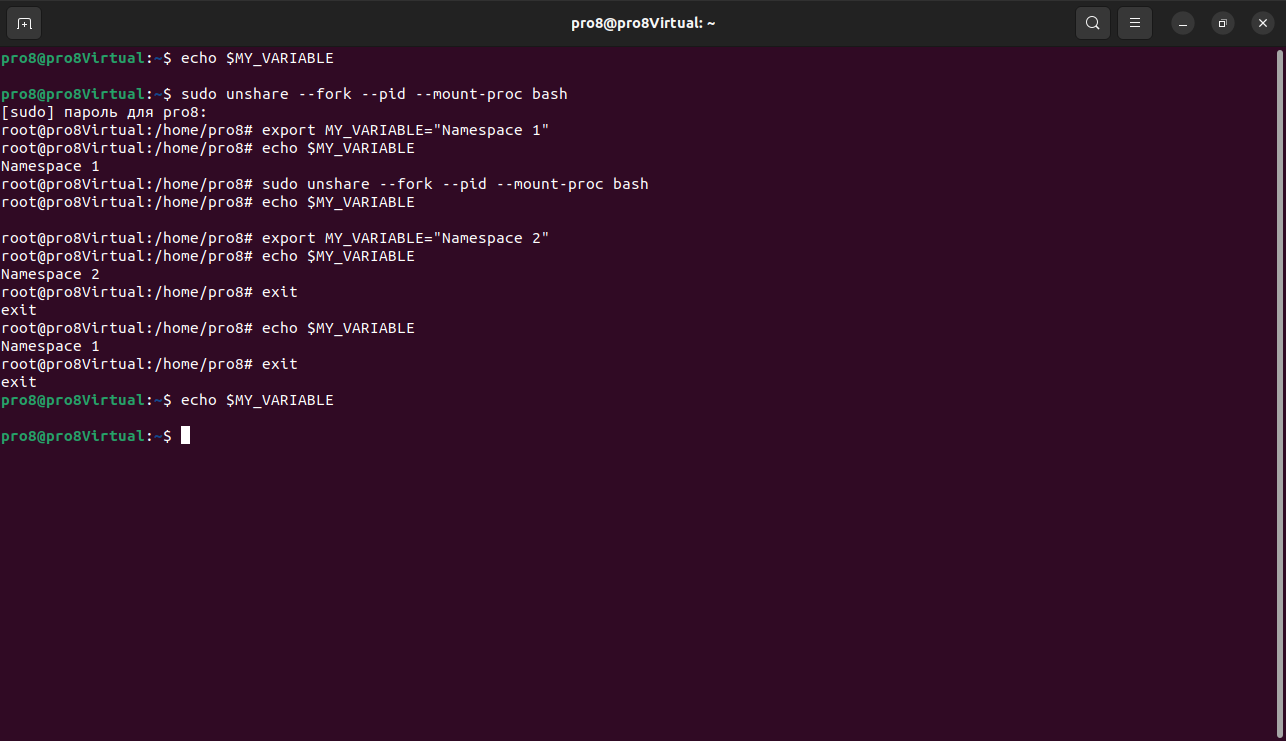 pro8@pro8Virtual: ~
pro8@pro8Virtual:~$ echo $MY_VARIABLE
pro8@pro8Virtual:~$ sudo unshare --fork --pid --mount-proc bash
[sudo] пароль для pro8:
root@pro8Virtual:/home/pro8# export MY_VARIABLE="Namespace 1"
root@pro8Virtual:/home/pro8# echo $MY_VARIABLE
Namespace 1
root@pro8Virtual:/home/pro8# sudo unshare --fork --pid --mount-proc bash
root@pro8Virtual:/home/pro8# echo $MY_VARIABLE
root@pro8Virtual:/home/pro8# export MY_VARIABLE="Namespace 2"
root@pro8Virtual:/home/pro8# echo $MY_VARIABLE
Namespace 2
root@pro8Virtual:/home/pro8# exit
exit
root@pro8Virtual:/home/pro8# echo $MY_VARIABLE
Namespace 1
root@pro8Virtual:/home/pro8# exit
exit
pro8@pro8Virtual:~$ echo $MY_VARIABLE
pro8@pro8Virtual:~$